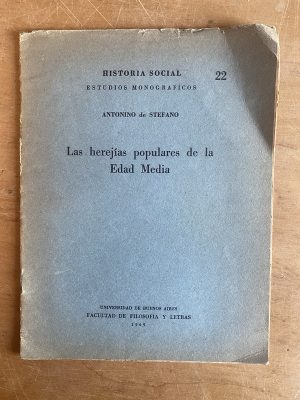 HISTORIA SOCIAL 22
ESTUDIOS MONOGRAFICOS
ANTONINO de STEFANO
Las herejías populares de la
Edad Media
UNIVERSIDAD DE BUENOS AIRES
FACULTAD DE FILOSOFIA Y LETRAS